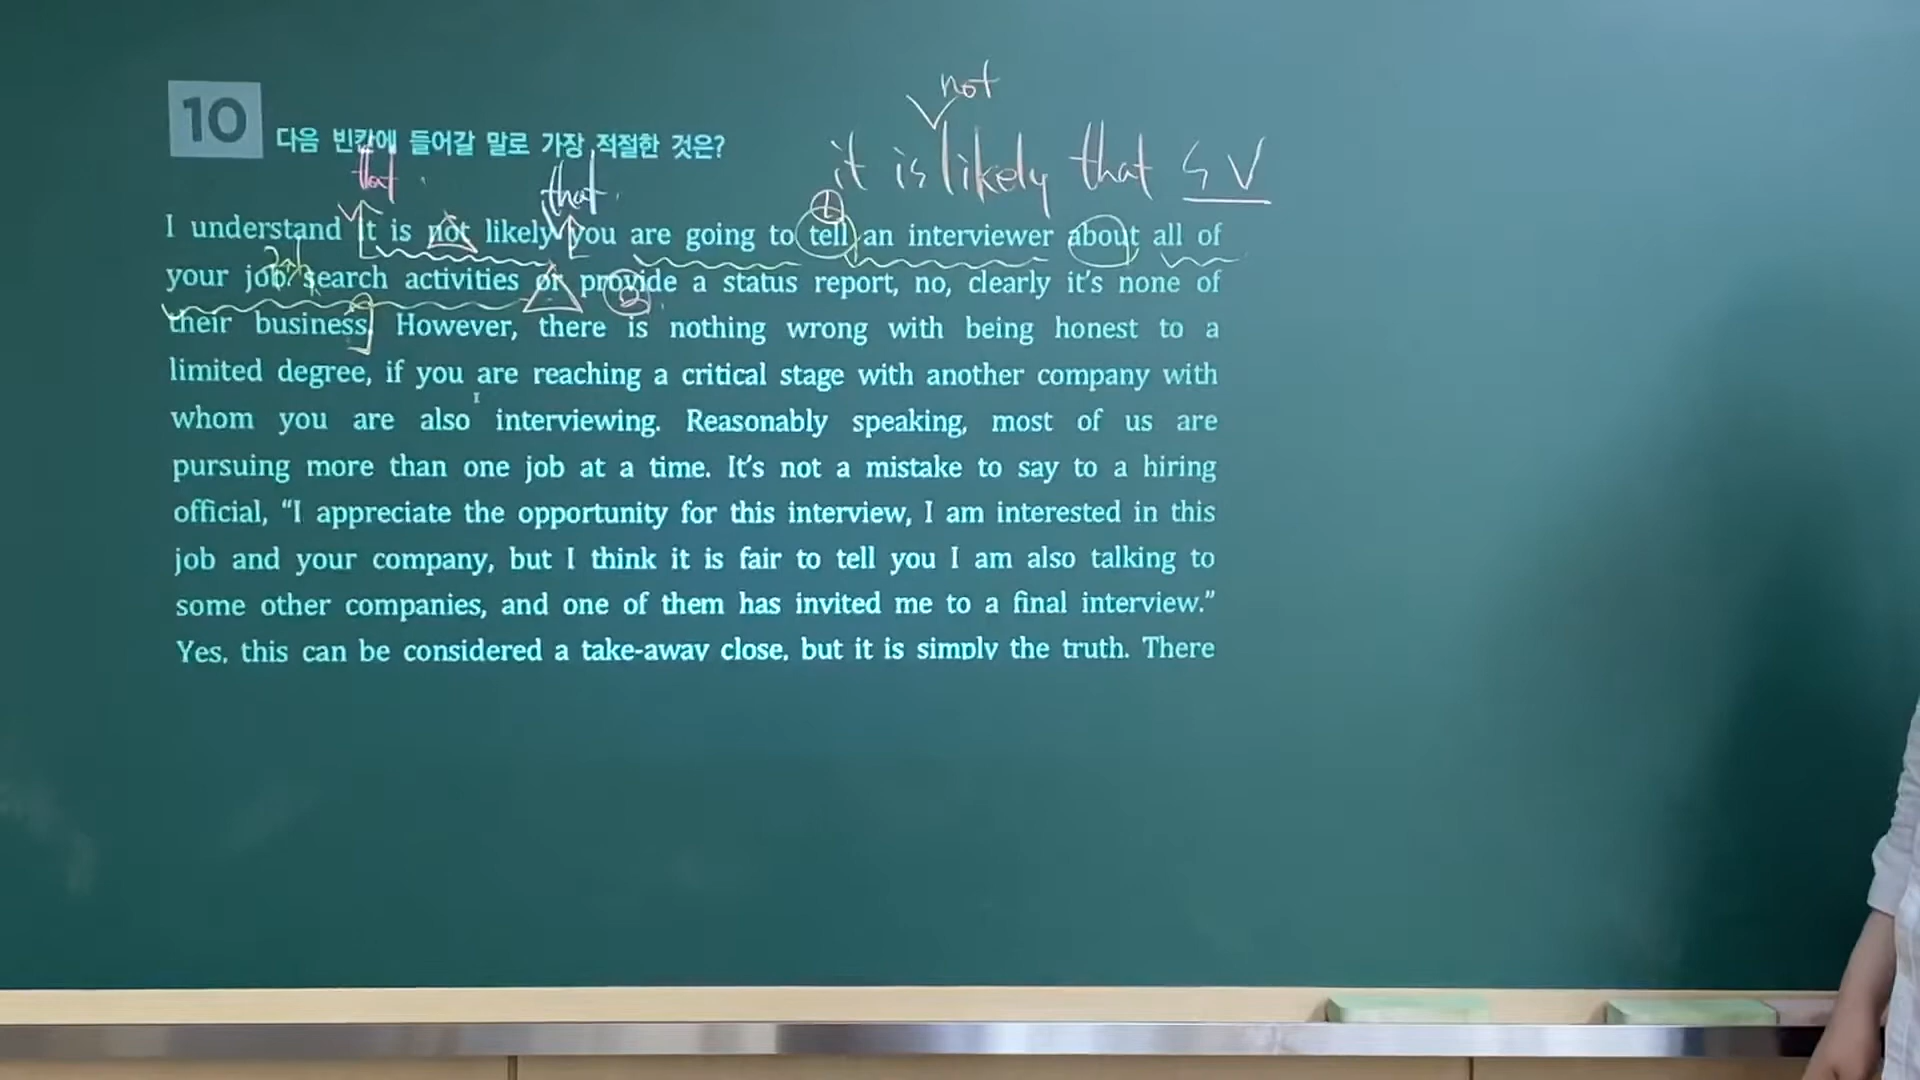 not
10 다음 빈칸에 들어갈 말로 가장 적절한 것은?
it is likely that S V
that that
I understand it is not likely you are going to tell an interviewer about all of
your job search activities or provide a status report, no, clearly it's none of
their business. However, there is nothing wrong with being honest to a
limited degree, if you are reaching a critical stage with another company with
whom you are also interviewing. Reasonably speaking, most of us are
pursuing more than one job at a time. It's not a mistake to say to a hiring
official, “I appreciate the opportunity for this interview, I am interested in this
job and your company, but I think it is fair to tell you I am also talking to
some other companies, and one of them has invited me to a final interview.”
Yes, this can be considered a take-away close, but it is simply the truth. There